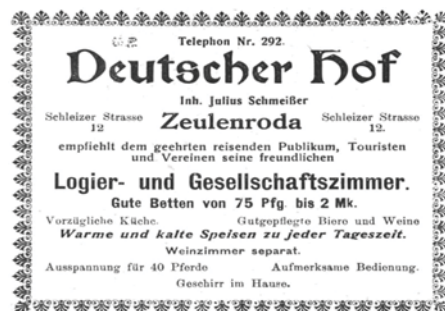 Telephon Nr. 292.
Deutscher Hof
Inh. Julius Schmeißer
Schleizer Strasse 12
Zeulenroda
Schleizer Strasse 12.
empfiehlt dem geehrten reisenden Publikum, Touristen
und Vereinen seine freundlichen
Logier- und Gesellschaftszimmer.
Gute Betten von 75 Pfg. bis 2 Mk.
Vorzügliche Küche. Gutgepflegte Biere und Weine
Warme und kalte Speisen zu jeder Tageszeit.
Weinzimmer separat.
Ausspannung für 40 Pferde Aufmerksame Bedienung.
Geschirr im Hause.